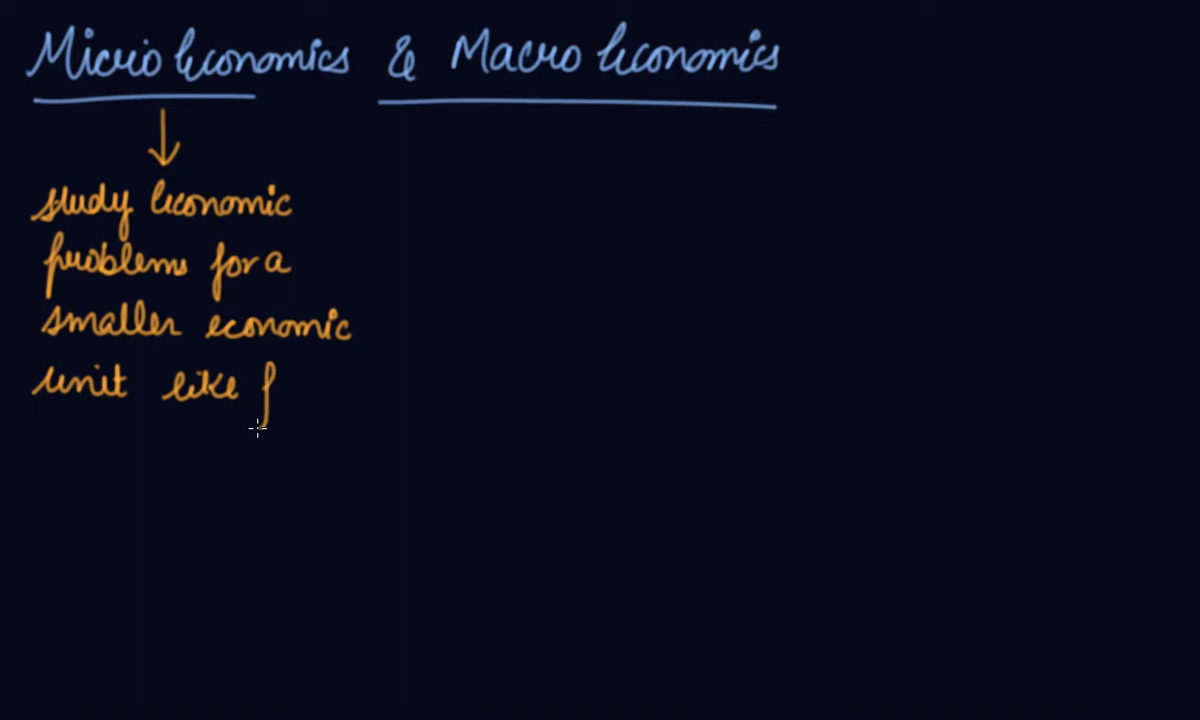 Micro Economics & Macro Economics
study Economic
problems for a
smaller economic
unit like f